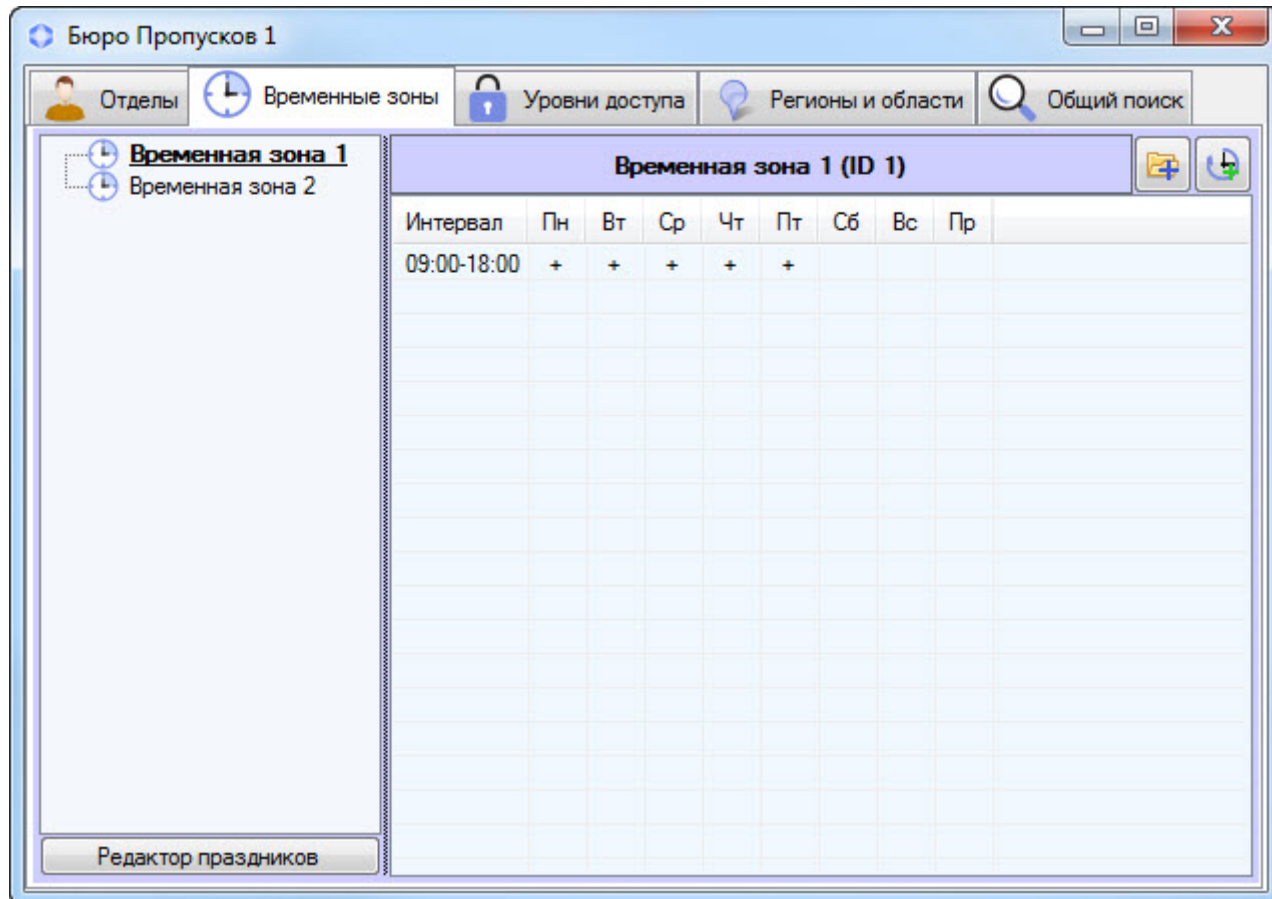 Бюро Пропусков 1
Отделы Временные зоны Уровни доступа Регионы и области Общий поиск
Временная зона 1
Временная зона 2
Временная зона 1 (ID 1)
Интервал Пн Вт Ср Чт Пт Сб Вс Пр
09:00-18:00 + + + + +
Редактор праздников